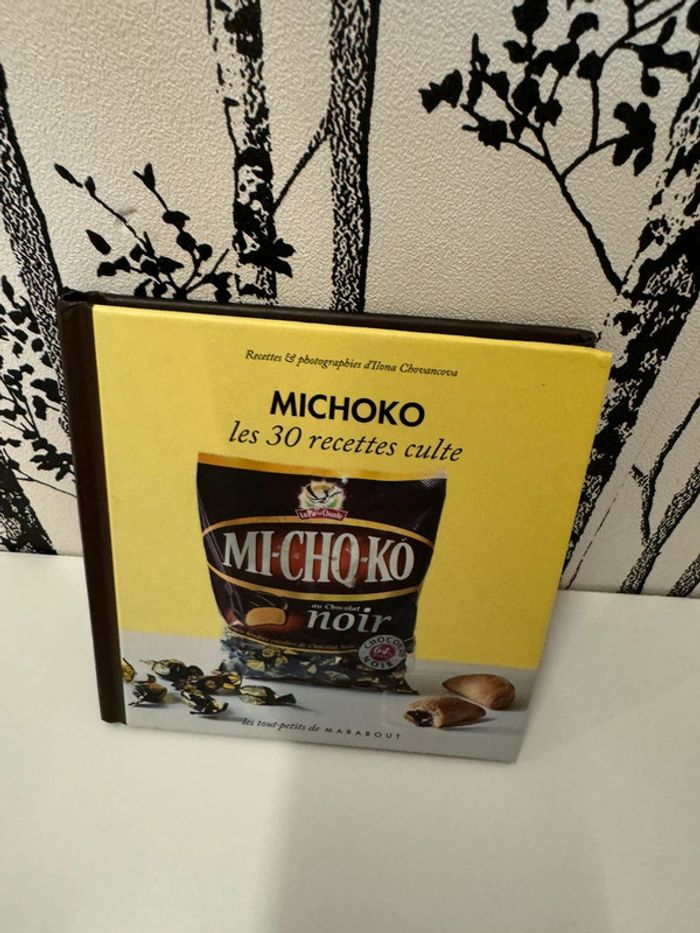 Recettes & photographies d'Ilona Chovancova
MICHOKO
les 30 recettes culte
La Pie qui Chante
MI-CHO-KO
au Chocolat
noir
CHOCOLAT
NOIR
les tout-petits de MARABOUT